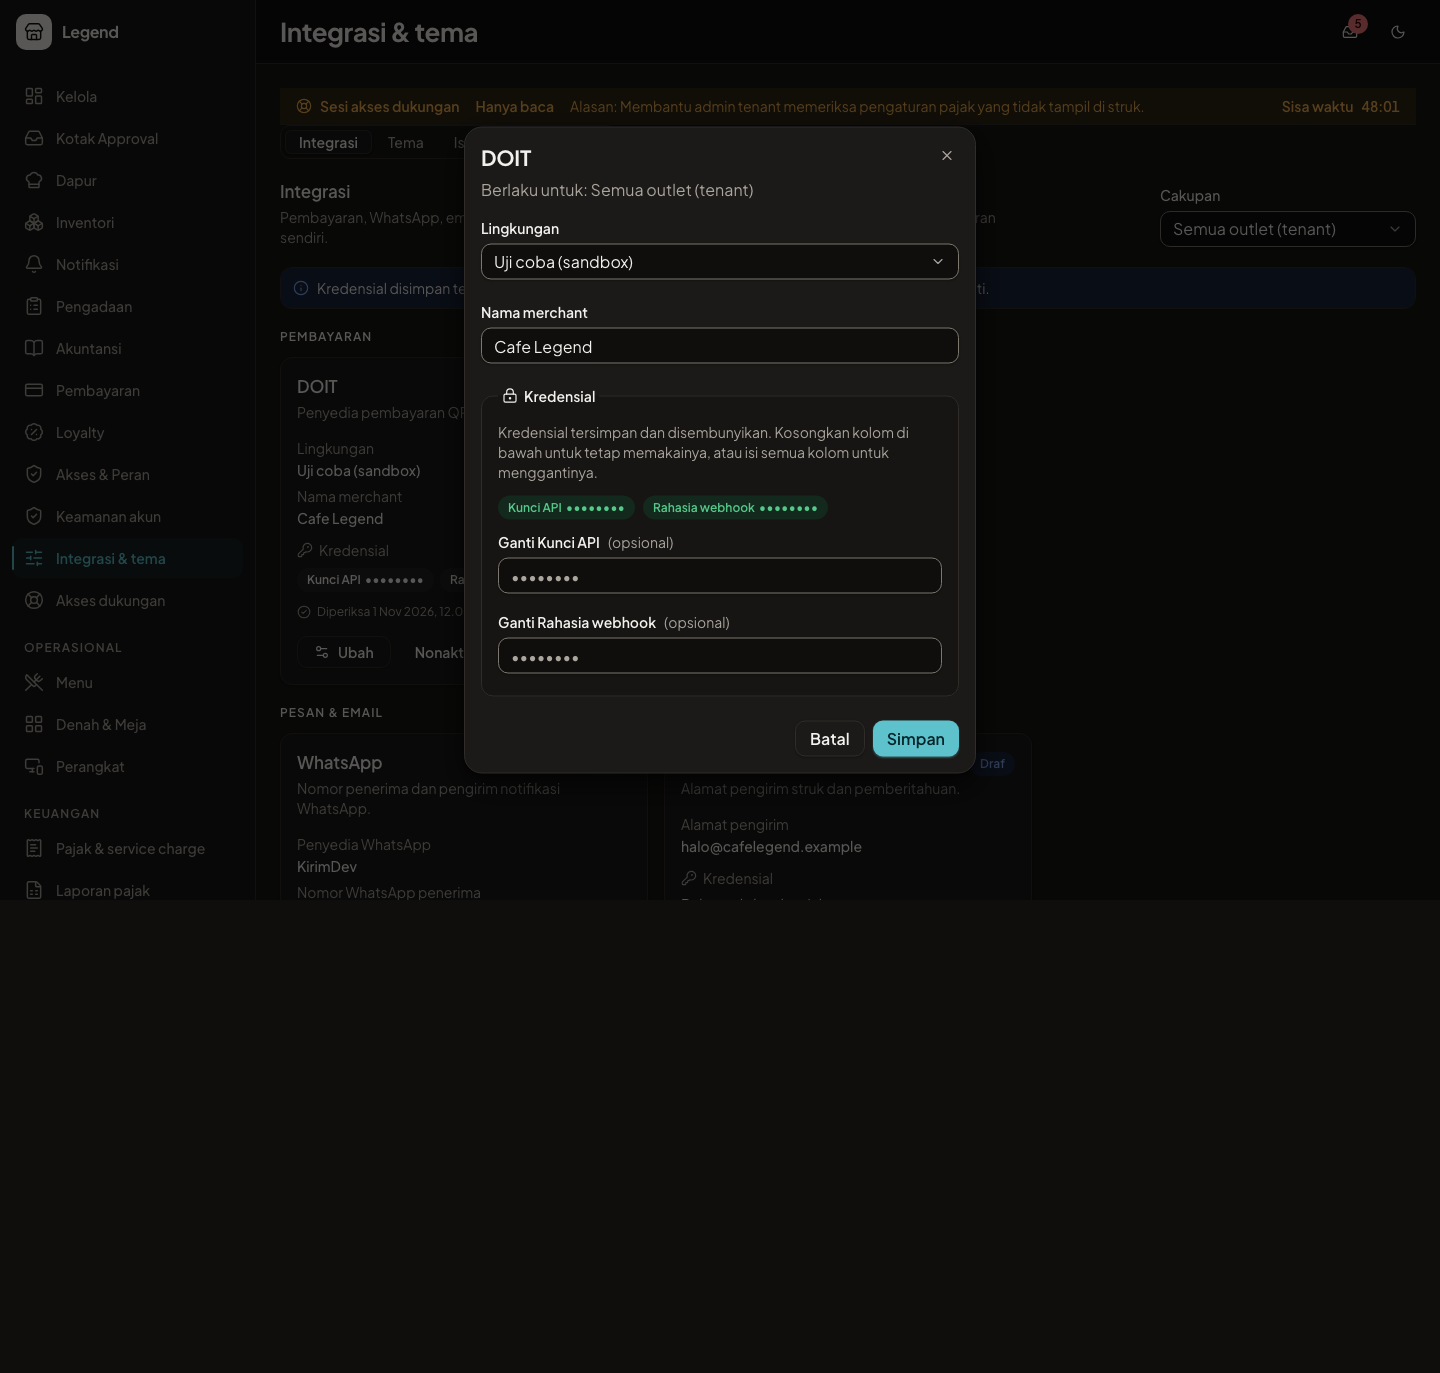 Legend
Integrasi & tema
5
Kelola
Kotak Approval
Dapur
Inventori
Notifikasi
Pengadaan
Akuntansi
Pembayaran
Loyalty
Akses & Peran
Keamanan akun
Integrasi & tema
Akses dukungan
OPERASIONAL
Menu
Denah & Meja
Perangkat
KEUANGAN
Pajak & service charge
Laporan pajak
Sesi akses dukungan Hanya baca Alasan: Membantu admin tenant memeriksa pengaturan pajak yang tidak tampil di struk. Sisa waktu 48:01
Integrasi Tema
Integrasi
Pembayaran, WhatsApp,
sendiri.
Cakupan
Semua outlet (tenant)
Kredensial disimpan
PEMBAYARAN
DOIT
Penyedia pembayaran
Lingkungan
Uji coba (sandbox)
Nama merchant
Cafe Legend
Kredensial
Kunci API ••••••••
Diperiksa 1 Nov 2026, 12.0
Ubah
PESAN & EMAIL
WhatsApp
Nomor penerima dan pengirim notifikasi
WhatsApp.
Penyedia WhatsApp
KirimDev
Nomor WhatsApp penerima
Draf
Alamat pengirim struk dan pemberitahuan.
Alamat pengirim
halo@cafelegend.example
Kredensial
DOIT
Berlaku untuk: Semua outlet (tenant)
Lingkungan
Uji coba (sandbox)
Nama merchant
Cafe Legend
Kredensial
Kredensial tersimpan dan disembunyikan. Kosongkan kolom di
bawah untuk tetap memakainya, atau isi semua kolom untuk
menggantinya.
Kunci API •••••••• Rahasia webhook ••••••••
Ganti Kunci API (opsional)
••••••••
Ganti Rahasia webhook (opsional)
••••••••
Batal Simpan